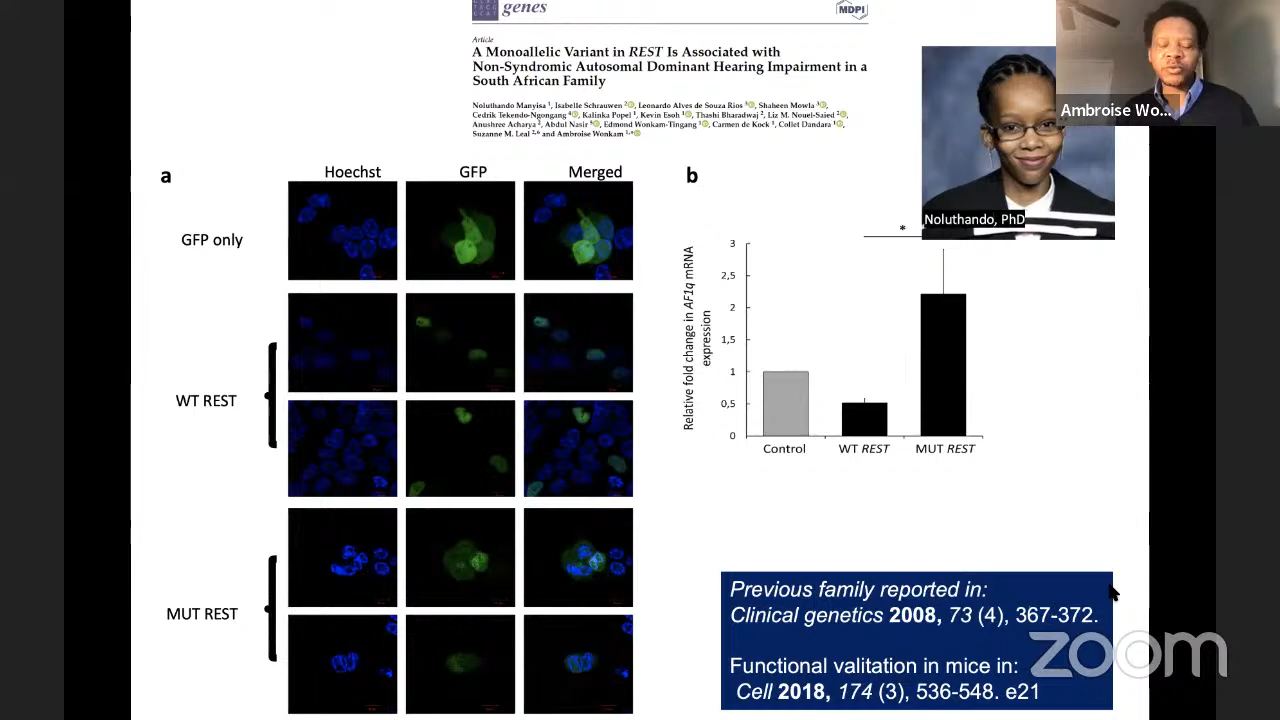 genes
MDPI
Article
A Monoallelic Variant in REST Is Associated with
Non-Syndromic Autosomal Dominant Hearing Impairment in a
South African Family
Noluthando Manyisa 1, Isabelle Schrauwen 2, Leonardo Alves de Souza Rios 3, Shaheen Mowla 3,
Cedrik Tekendo-Ngongang 4, Kalinka Popel 1, Kevin Esoh 1, Thashi Bharadwaj 2, Liz M. Nouel-Saied 2,
Anushree Acharya 2, Abdul Nasir 5, Edmond Wonkam-Tingang 1, Carmen de Kock 1, Collet Dandara 1,
Suzanne M. Leal 2,6 and Ambroise Wonkam 1,*
Ambroise Wo...
Noluthando, PhD
a
Hoechst
GFP
Merged
GFP only
WT REST
MUT REST
b
*
Relative fold change in AF1q mRNA
expression
3
2,5
2
1,5
1
0,5
0
Control
WT REST
MUT REST
Previous family reported in:
Clinical genetics 2008, 73 (4), 367-372.
Functional valitation in mice in:
Cell 2018, 174 (3), 536-548. e21
zoom